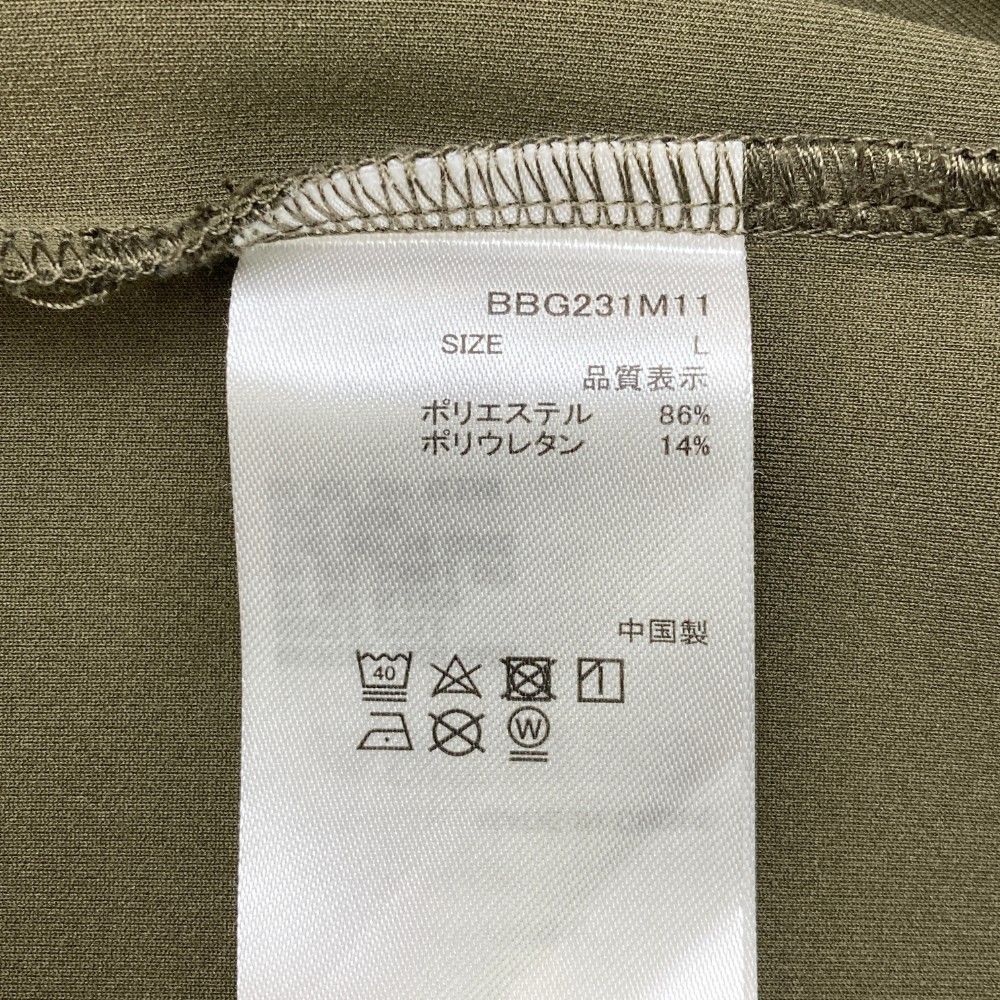 BBG231M11
SIZE L
品質表示
ポリエステル 86%
ポリウレタン 14%
中国製
40
W